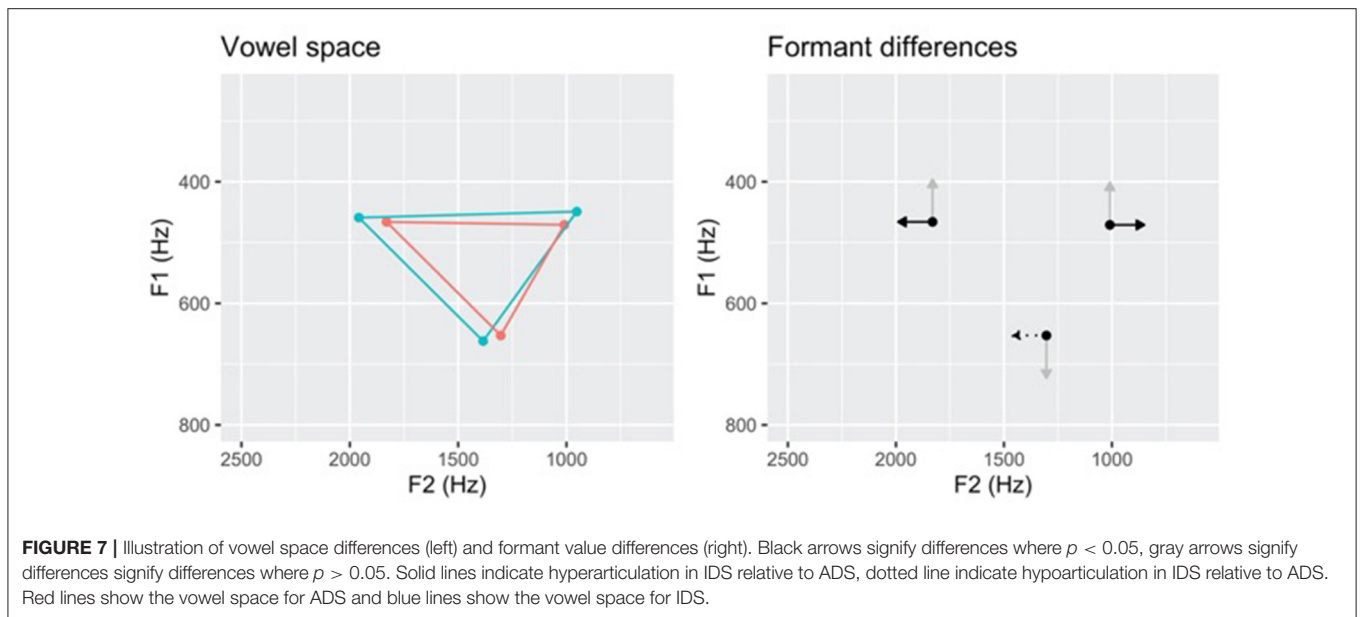 Vowel space
Formant differences
F1 (Hz)
400
600
800
2500 2000 1500 1000
F2 (Hz)
F1 (Hz)
400
600
800
2500 2000 1500 1000
F2 (Hz)
FIGURE 7 | Illustration of vowel space differences (left) and formant value differences (right). Black arrows signify differences where p < 0.05, gray arrows signify
differences signify differences where p > 0.05. Solid lines indicate hyperarticulation in IDS relative to ADS, dotted line indicate hypoarticulation in IDS relative to ADS.
Red lines show the vowel space for ADS and blue lines show the vowel space for IDS.